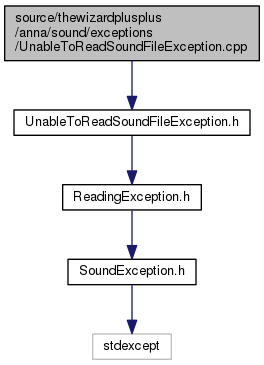 source/thewizardplusplus
/anna/sound/exceptions
/UnableToReadSoundFileException.cpp
UnableToReadSoundFileException.h
ReadingException.h
SoundException.h
stdexcept